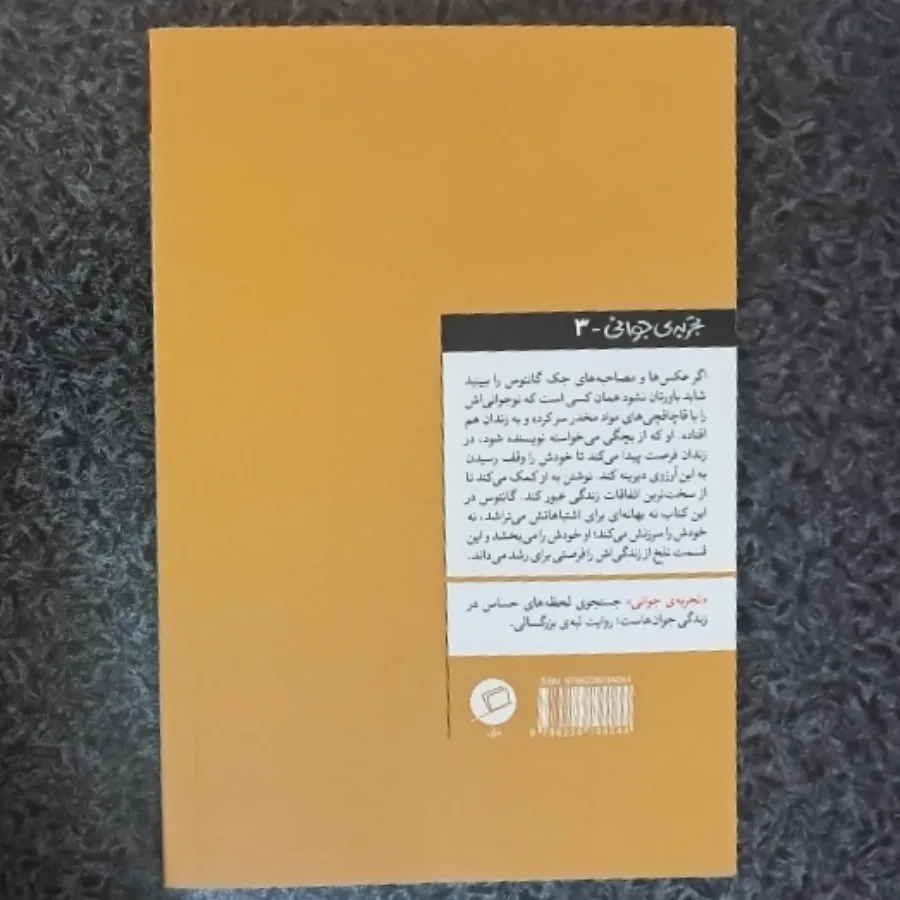 تجربه‌ی جوانی - ۳
اگر عکس‌ها و مصاحبه‌های جک گانتوس را ببینید
شاید باورتان نشود همان کسی است که نوجوانی‌اش
را با قاچاقچی‌های مواد مخدر سر کرده و به زندان هم
افتاده. او که از بچگی می‌خواسته نویسنده شود، در
زندان فرصت پیدا می‌کند تا خودش را وقف رسیدن
به این آرزوی دیرینه کند. نوشتن به او کمک می‌کند تا
از سخت‌ترین اتفاقات زندگی عبور کند. گانتوس در
این کتاب نه بهانه‌ای برای اشتباهاتش می‌تراشد، نه
خودش را سرزنش می‌کند؛ او خودش را می‌بخشد و این
قسمت تلخ از زندگی‌اش را فرصتی برای رشد می‌داند.
«تجربه‌ی جوانی» جستجوی لحظه‌های حساس در
زندگی جوان‌هاست؛ روایت لبه‌ی بزرگسالی.
ISBN